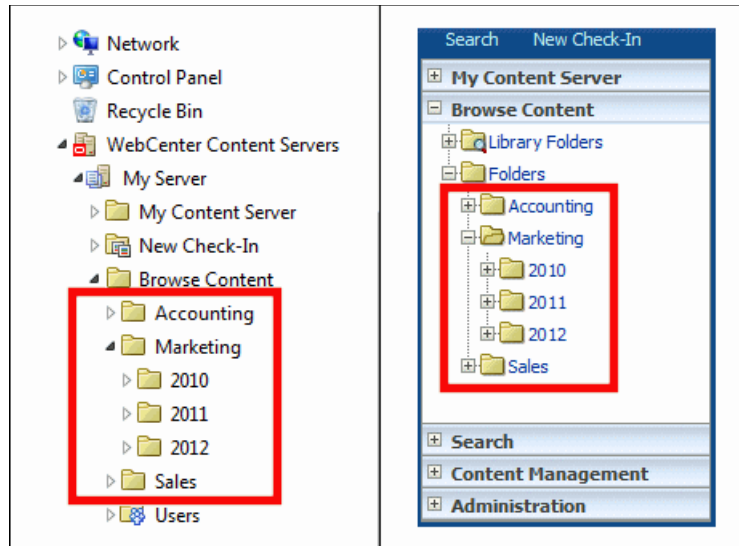 Network
Control Panel
Recycle Bin
WebCenter Content Servers
My Server
My Content Server
New Check-In
Browse Content
Accounting
Marketing
2010
2011
2012
Sales
Users
Search New Check-In
My Content Server
Browse Content
Library Folders
Folders
Accounting
Marketing
2010
2011
2012
Sales
Search
Content Management
Administration